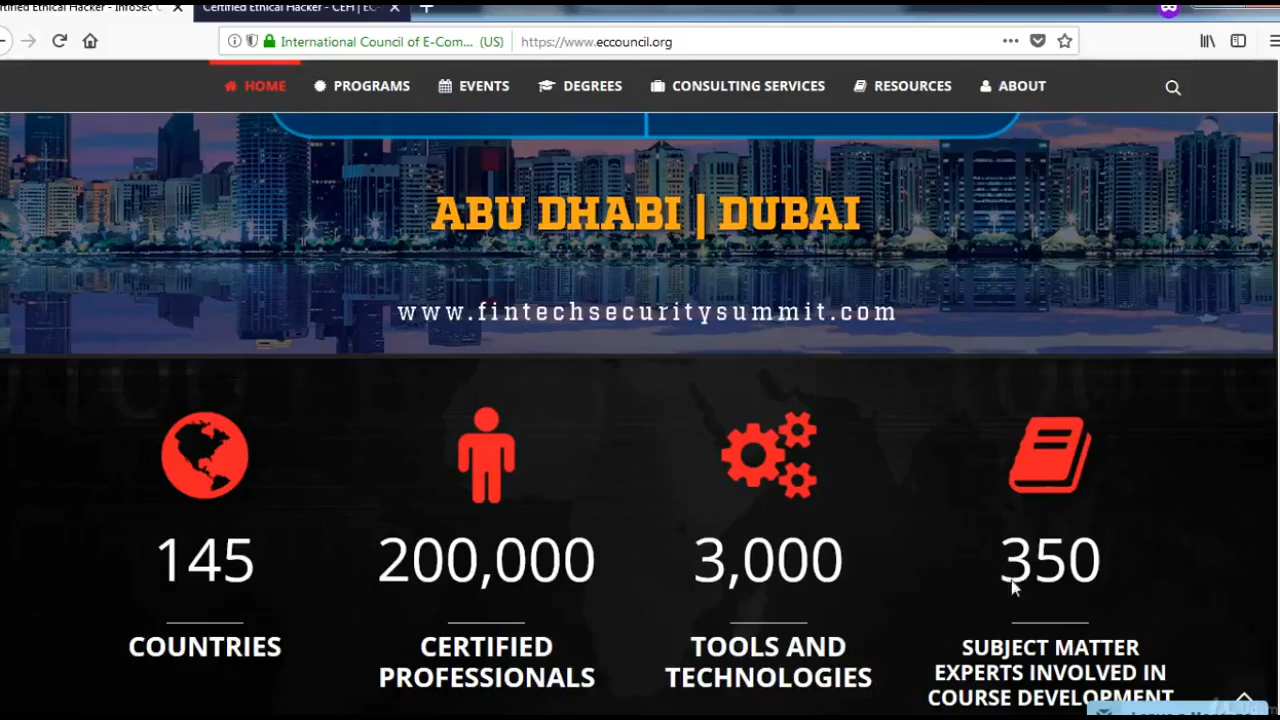 Certified Ethical Hacker - InfoSec C
Certified Ethical Hacker - CEH | EC-
International Council of E-Com... (US)
https://www.eccouncil.org
HOME
PROGRAMS
EVENTS
DEGREES
CONSULTING SERVICES
RESOURCES
ABOUT
ABU DHABI | DUBAI
www.fintechsecuritysummit.com
145
COUNTRIES
200,000
CERTIFIED
PROFESSIONALS
3,000
TOOLS AND
TECHNOLOGIES
350
SUBJECT MATTER
EXPERTS INVOLVED IN
COURSE DEVELOPMENT